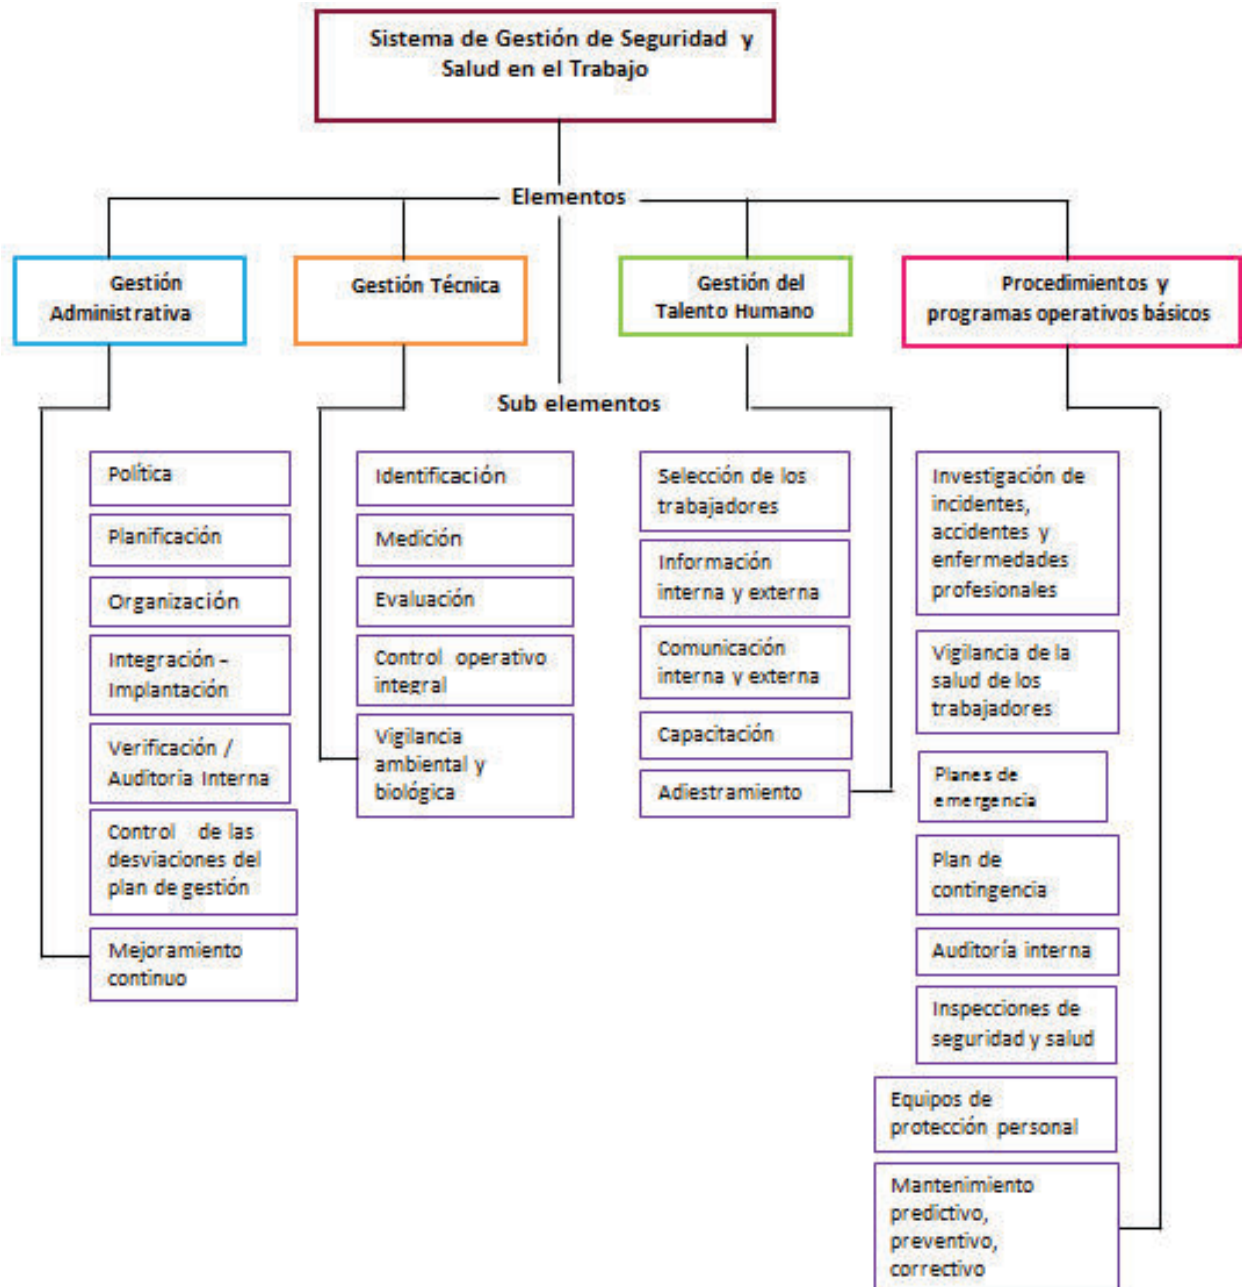 Sistema de Gestión de Seguridad y
Salud en el Trabajo
Elementos
Gestión
Administrativa
Gestión Técnica
Gestión del
Talento Humano
Procedimientos y
programas operativos básicos
Sub elementos
Política
Planificación
Organización
Integración -
Implantación
Verificación /
Auditoria Interna
Control de las
desviaciones del
plan de gestión
Mejoramiento
continuo
Identificación
Medición
Evaluación
Control operativo
integral
Vigilancia
ambiental y
biológica
Selección de los
trabajadores
Información
interna y externa
Comunicación
interna y externa
Capacitación
Adiestramiento
Investigación de
incidentes,
accidentes y
enfermedades
profesionales
Vigilancia de la
salud de los
trabajadores
Planes de
emergencia
Plan de
contingencia
Auditoría interna
Inspecciones de
seguridad y salud
Equipos de
protección personal
Mantenimiento
predictivo,
preventivo,
correctivo